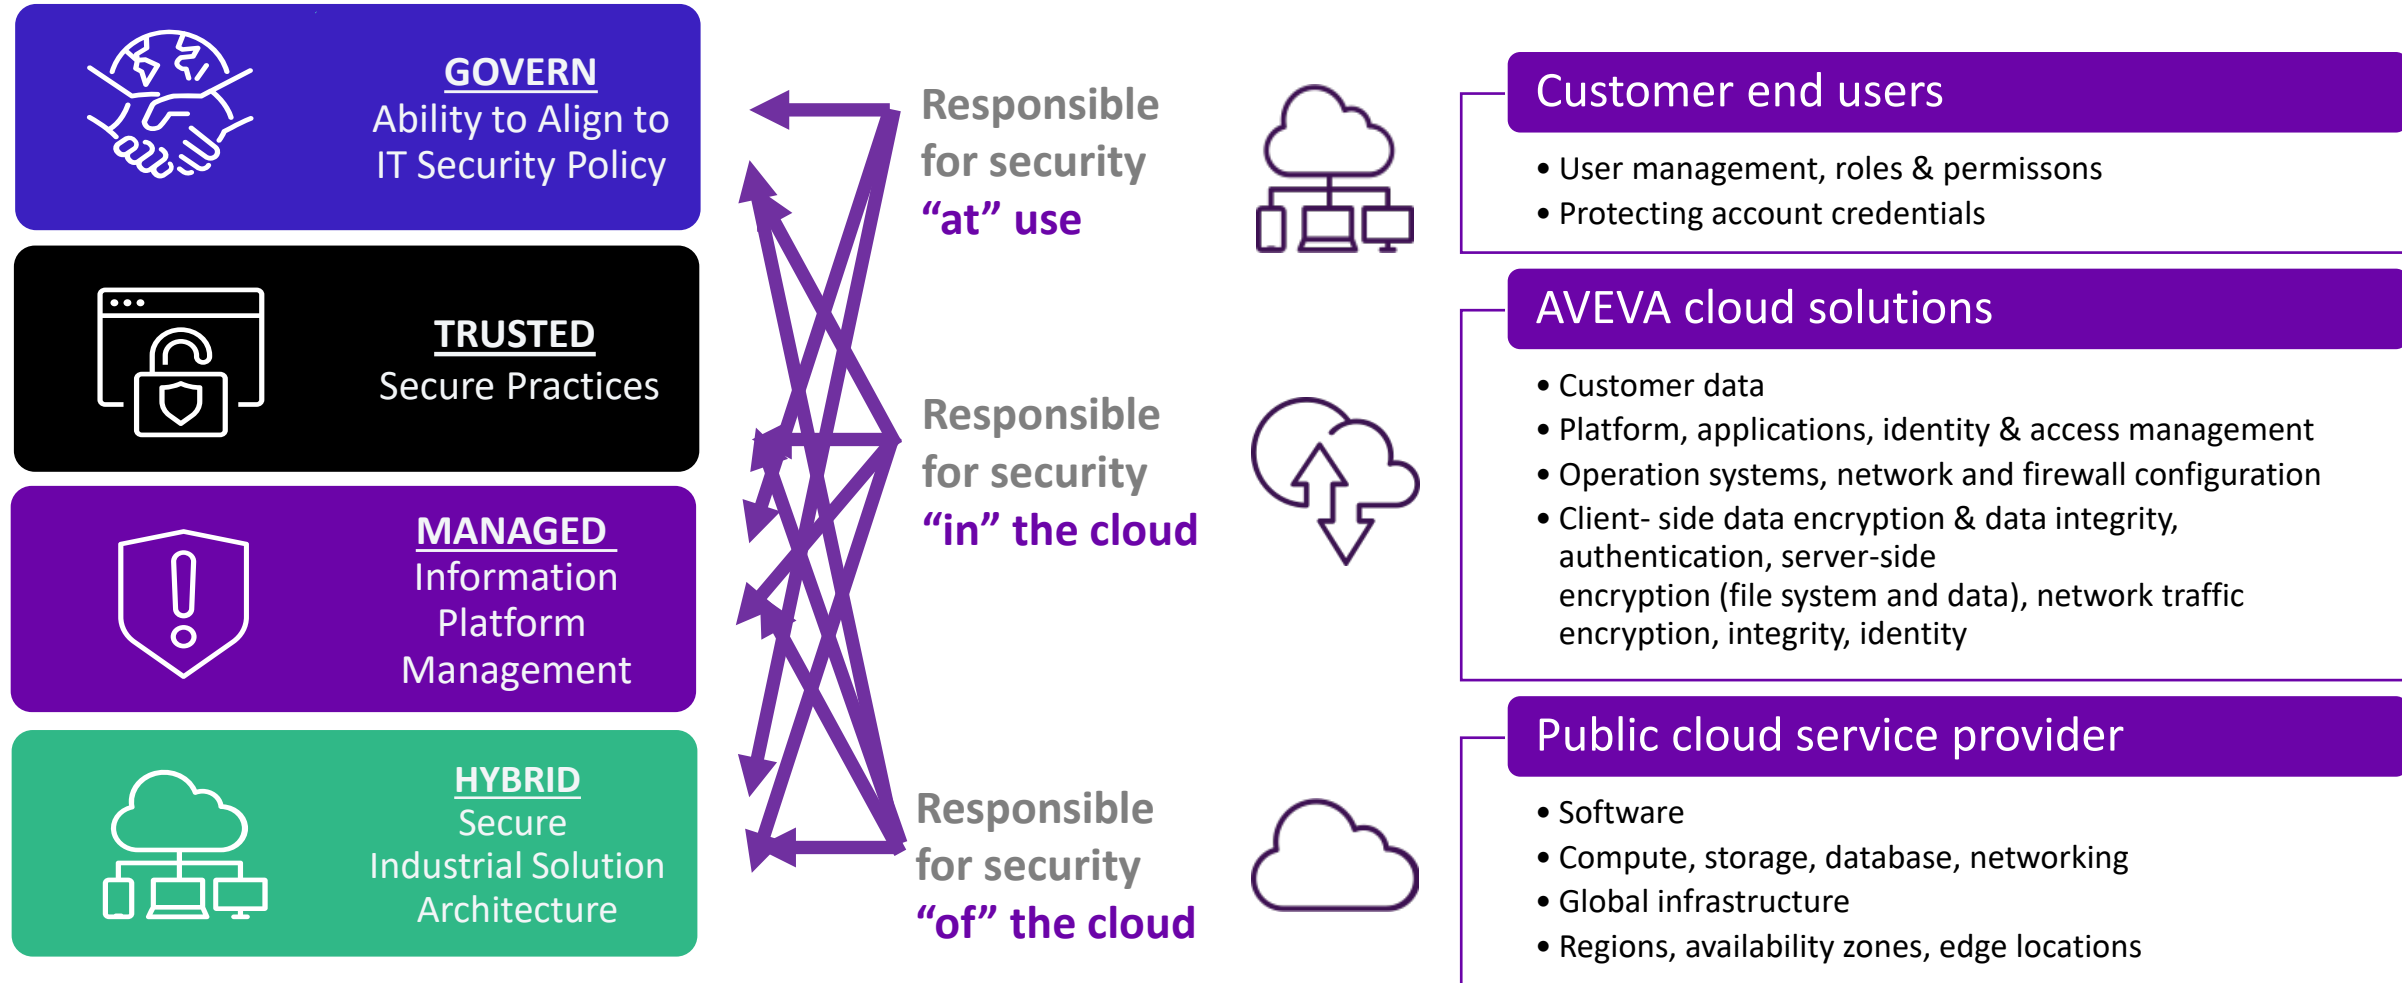 GOVERN
Ability to Align to
IT Security Policy
TRUSTED
Secure Practices
MANAGED
Information
Platform
Management
HYBRID
Secure
Industrial Solution
Architecture
Responsible
for security
“at” use
Responsible
for security
“in” the cloud
Responsible
for security
“of” the cloud
Customer end users
• User management, roles & permissons
• Protecting account credentials
AVEVA cloud solutions
• Customer data
• Platform, applications, identity & access management
• Operation systems, network and firewall configuration
• Client- side data encryption & data integrity,
authentication, server-side
encryption (file system and data), network traffic
encryption, integrity, identity
Public cloud service provider
• Software
• Compute, storage, database, networking
• Global infrastructure
• Regions, availability zones, edge locations